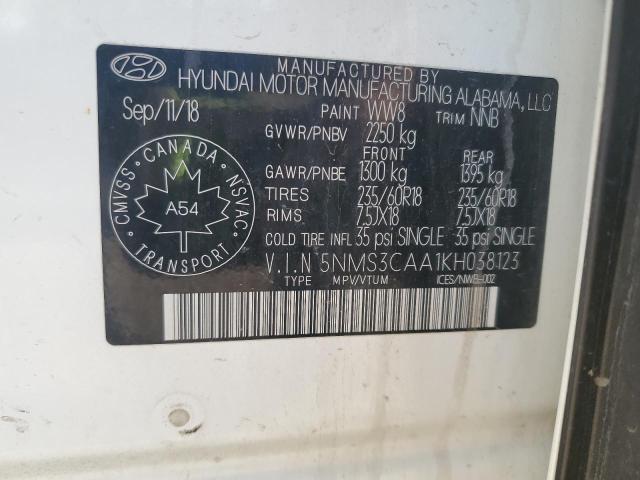 MANUFACTURED BY
HYUNDAI MOTOR MANUFACTURING ALABAMA, LLC
Sep/11/18 PAINT WW8 TRIM NNB
GVWR/PNBV 2250 kg
FRONT REAR
GAWR/PNBE 1300 kg 1395 kg
TIRES 235/60R18 235/60R18
RIMS 7.5JX18 7.5JX18
COLD TIRE INFL 35 psi SINGLE 35 psi SINGLE
V.I.N 5NMS3CAA1KH038123
TYPE MPV/VTUM ICES/NMB-002
CANADA
CMVSS NSVAC
A54
TRANSPORT